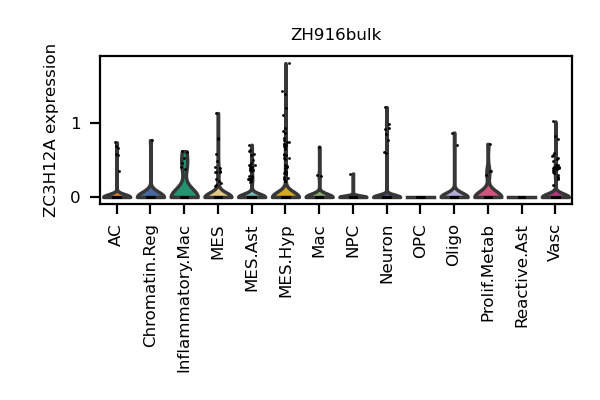 ZH916bulk
ZC3H12A expression
1
0
AC
Chromatin.Reg
Inflammatory.Mac
MES
MES.Ast
MES.Hyp
Mac
NPC
Neuron
OPC
Oligo
Prolif.Metab
Reactive.Ast
Vasc